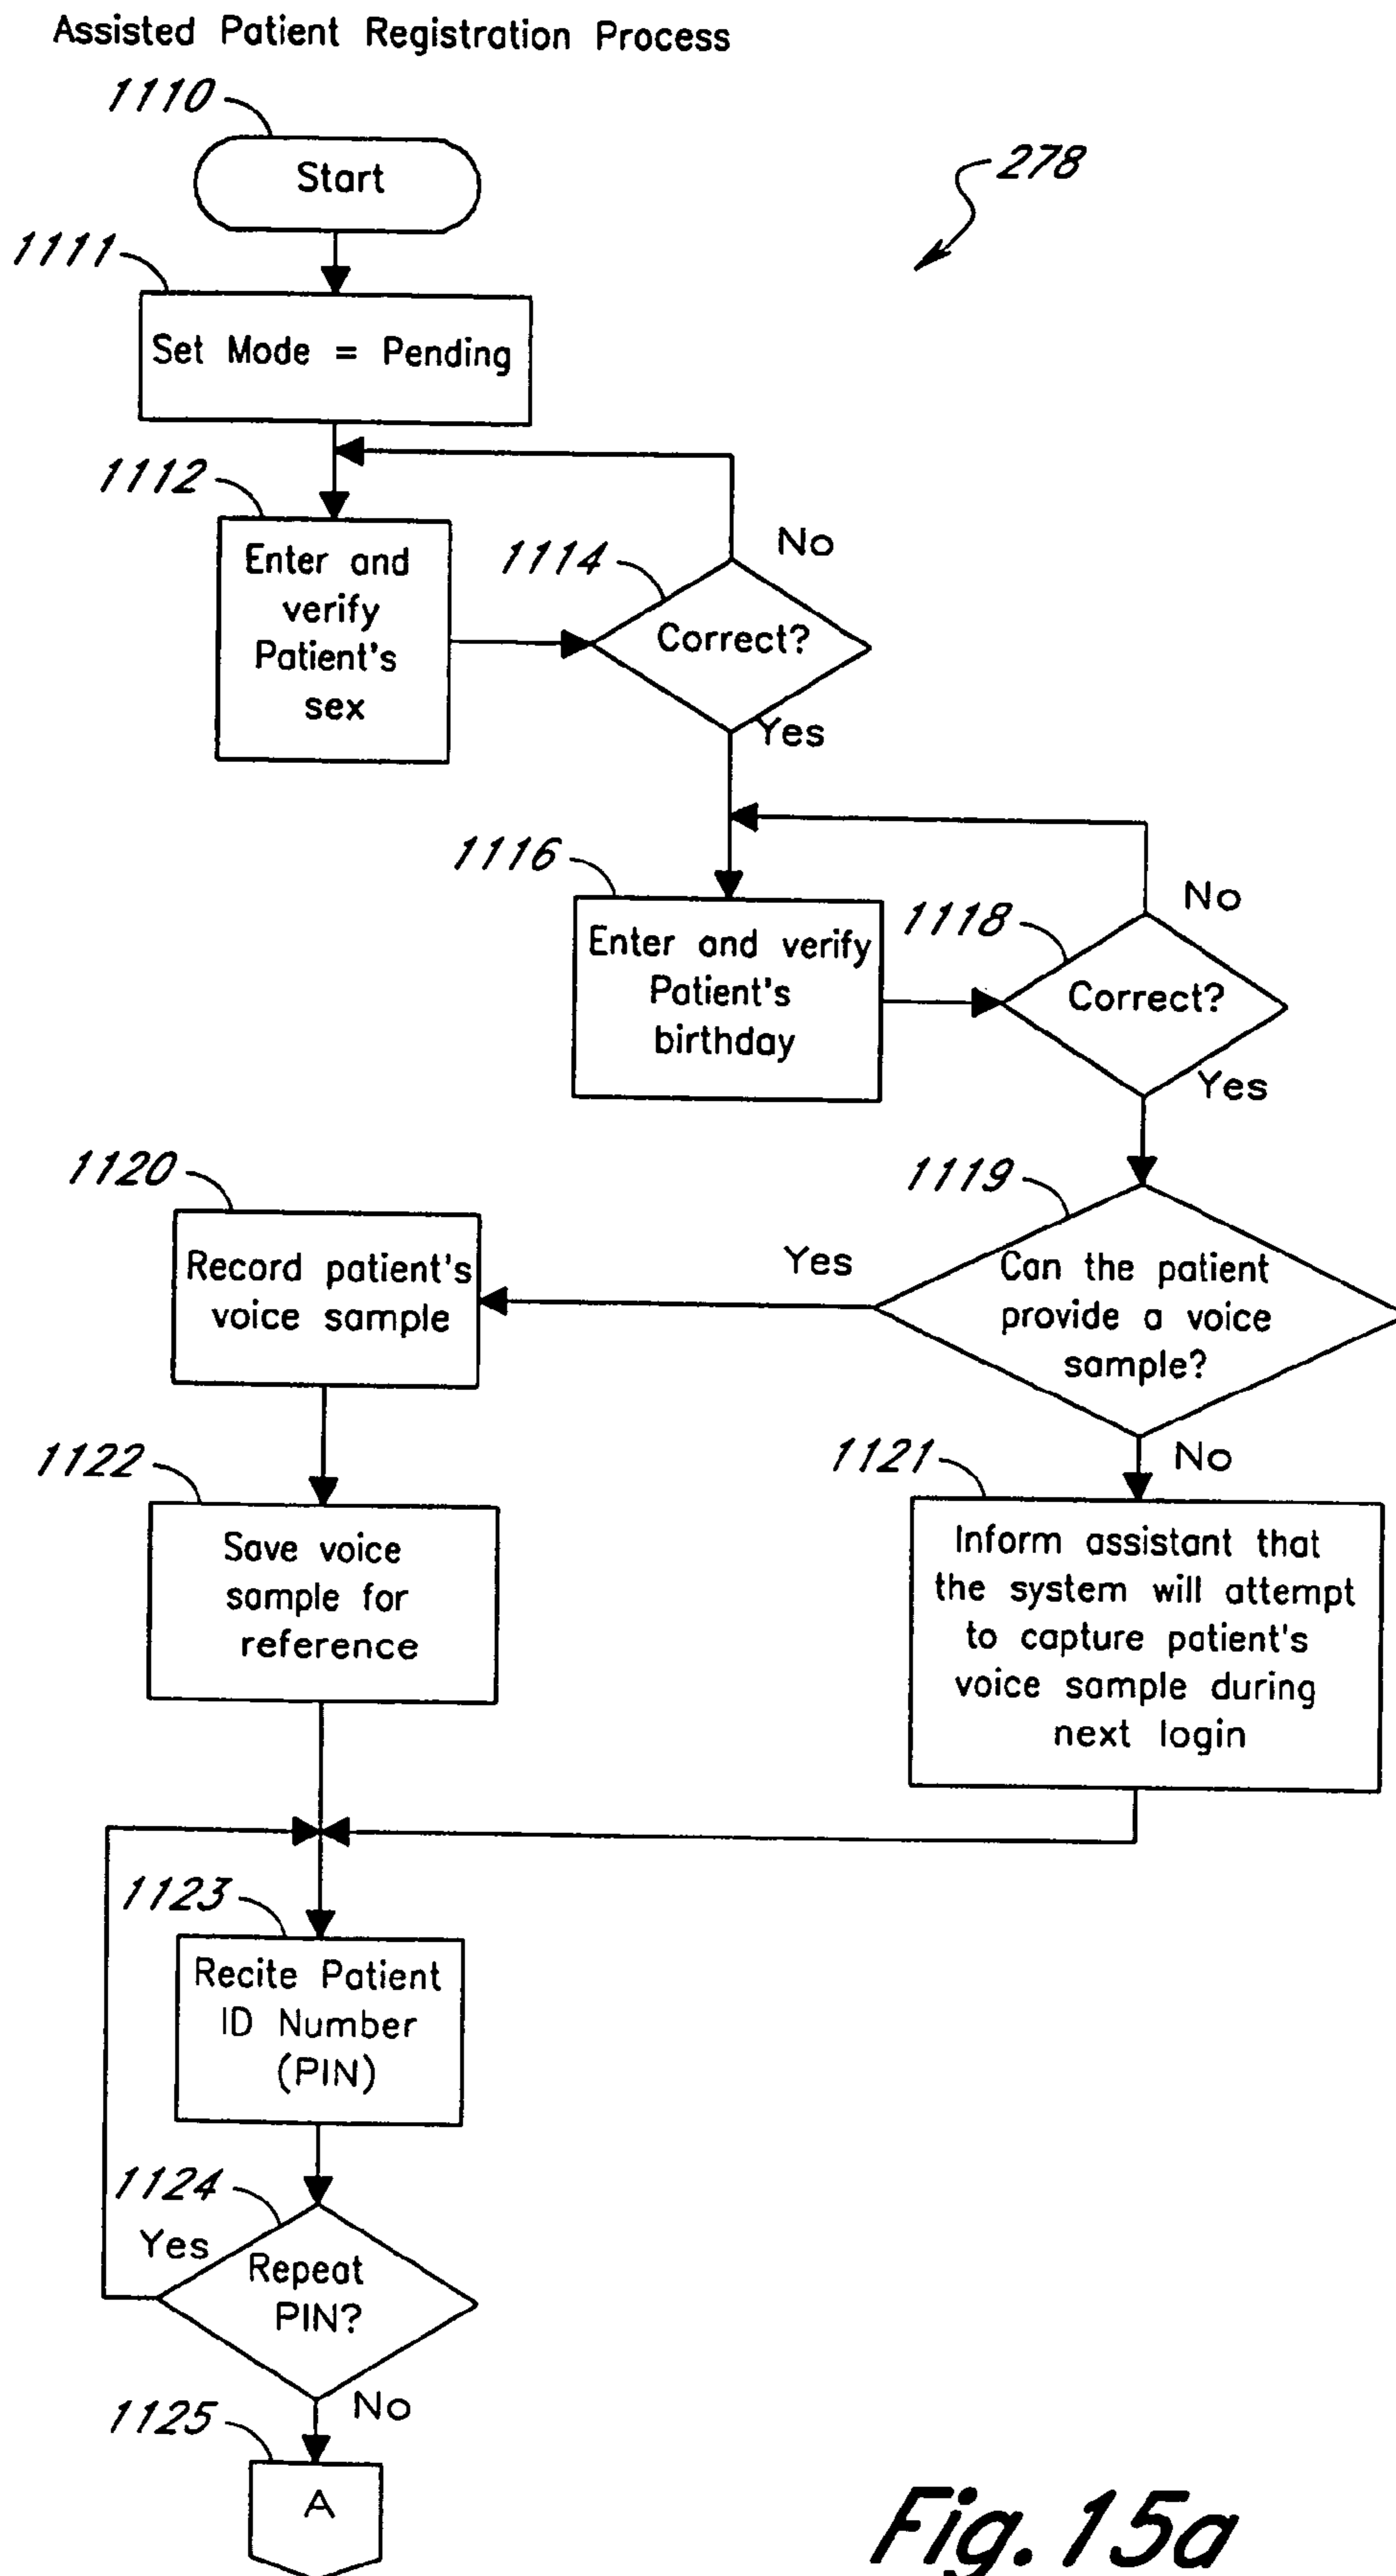 Assisted Patient Registration Process
1110
Start
278
1111
Set Mode = Pending
1112
Enter and
verify
Patient's
sex
1114
No
Correct?
Yes
1116
Enter and verify
Patient's
birthday
1118
No
Correct?
Yes
1119
Can the patient
provide a voice
sample?
Yes
No
1120
Record patient's
voice sample
1121
Inform assistant that
the system will attempt
to capture patient's
voice sample during
next login
1122
Save voice
sample for
reference
1123
Recite Patient
ID Number
(PIN)
1124
Yes
Repeat
PIN?
No
1125
A
Fig. 15a